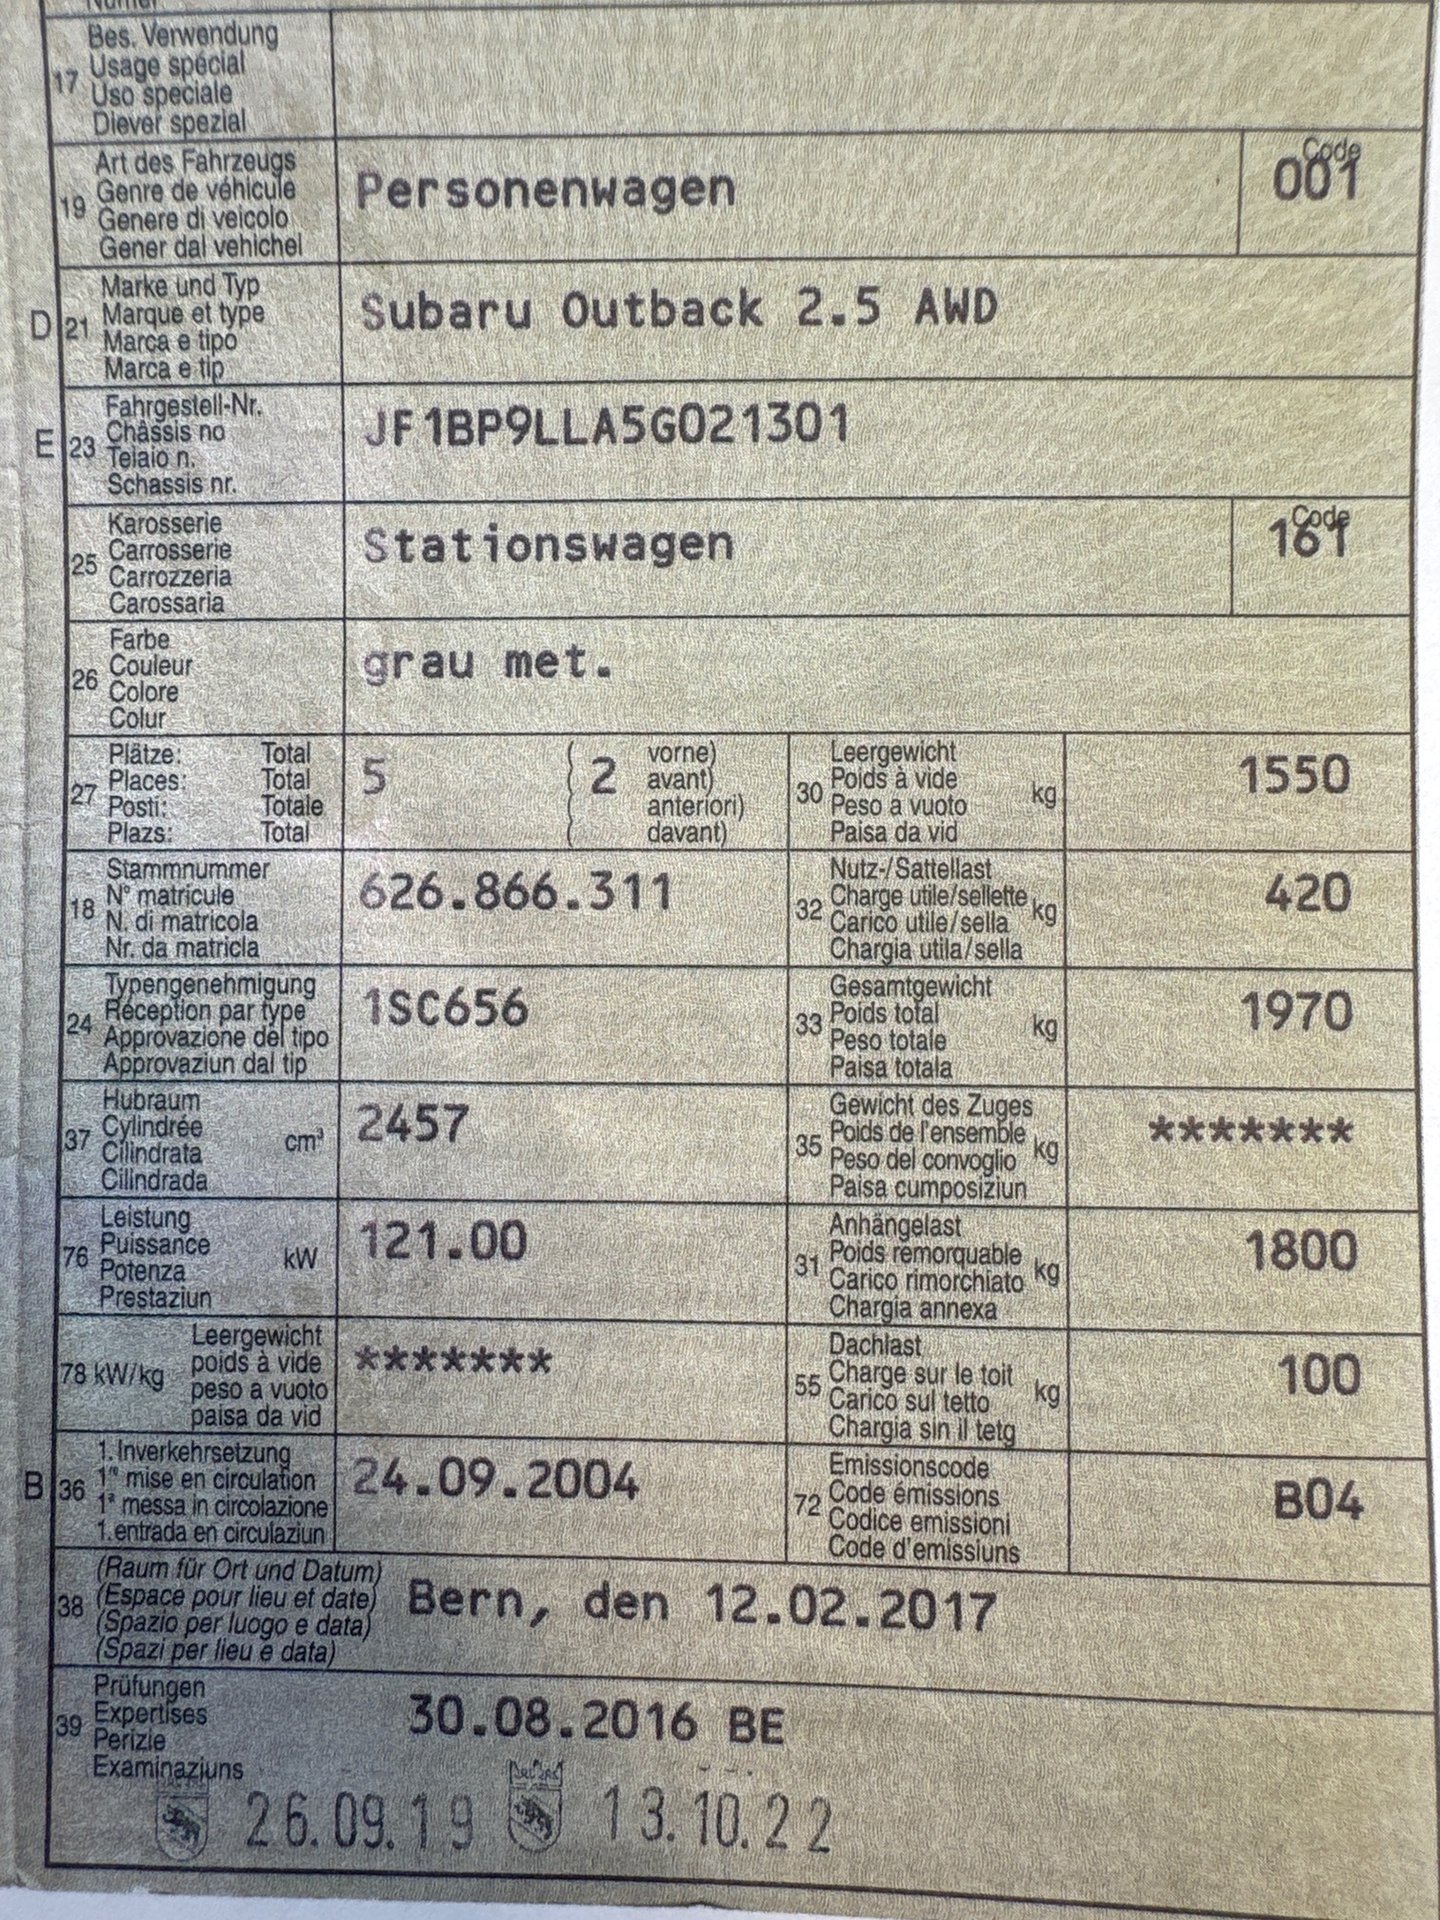 17 Bes. Verwendung
Usage spécial
Uso speciale
Diever spezial
19 Art des Fahrzeugs
Genre de véhicule
Genere di veicolo
Gener dal vehichel
Personenwagen
Code
001
D 21 Marke und Typ
Marque et type
Marca e tipo
Marca e tip
Subaru Outback 2.5 AWD
E 23 Fahrgestell-Nr.
Châssis no
Telaio n.
Schassis nr.
JF1BP9LLA5G021301
25 Karosserie
Carrosserie
Carrozzeria
Carossaria
Stationswagen
Code
161
26 Farbe
Couleur
Colore
Colur
grau met.
27 Plätze: Total
Places: Total
Posti: Totale
Plazs: Total
5
( 2 vorne)
( avant)
( anteriori)
( davant)
30 Leergewicht
Poids à vide
Peso a vuoto kg
Paisa da vid
1550
18 Stammnummer
N° matricule
N. di matricola
Nr. da matricla
626.866.311
32 Nutz-/Sattellast
Charge utile/sellette kg
Carico utile/sella
Chargia utila/sella
420
24 Typengenehmigung
Réception par type
Approvazione del tipo
Approvaziun dal tip
1SC656
33 Gesamtgewicht
Poids total kg
Peso totale
Paisa totala
1970
37 Hubraum
Cylindrée cm³
Cilindrata
Cilindrada
2457
35 Gewicht des Zuges
Poids de l'ensemble kg
Peso del convoglio
Paisa cumposiziun
*******
76 Leistung
Puissance kW
Potenza
Prestaziun
121.00
31 Anhängelast
Poids remorquable kg
Carico rimorchiato
Chargia annexa
1800
78 kW/kg Leergewicht
poids à vide
peso a vuoto
paisa da vid
*******
55 Dachlast
Charge sur le toit kg
Carico sul tetto
Chargia sin il tetg
100
B 36 1. Inverkehrsetzung
1re mise en circulation
1a messa in circolazione
1. entrada en circulaziun
24.09.2004
72 Emissionscode
Code émissions
Codice emissioni
Code d'emissiuns
B04
38 (Raum für Ort und Datum)
(Espace pour lieu et date)
(Spazio per luogo e data)
(Spazi per lieu e data)
Bern, den 12.02.2017
39 Prüfungen
Expertises
Perizie
Examinaziuns
30.08.2016 BE
26.09.19 13.10.22